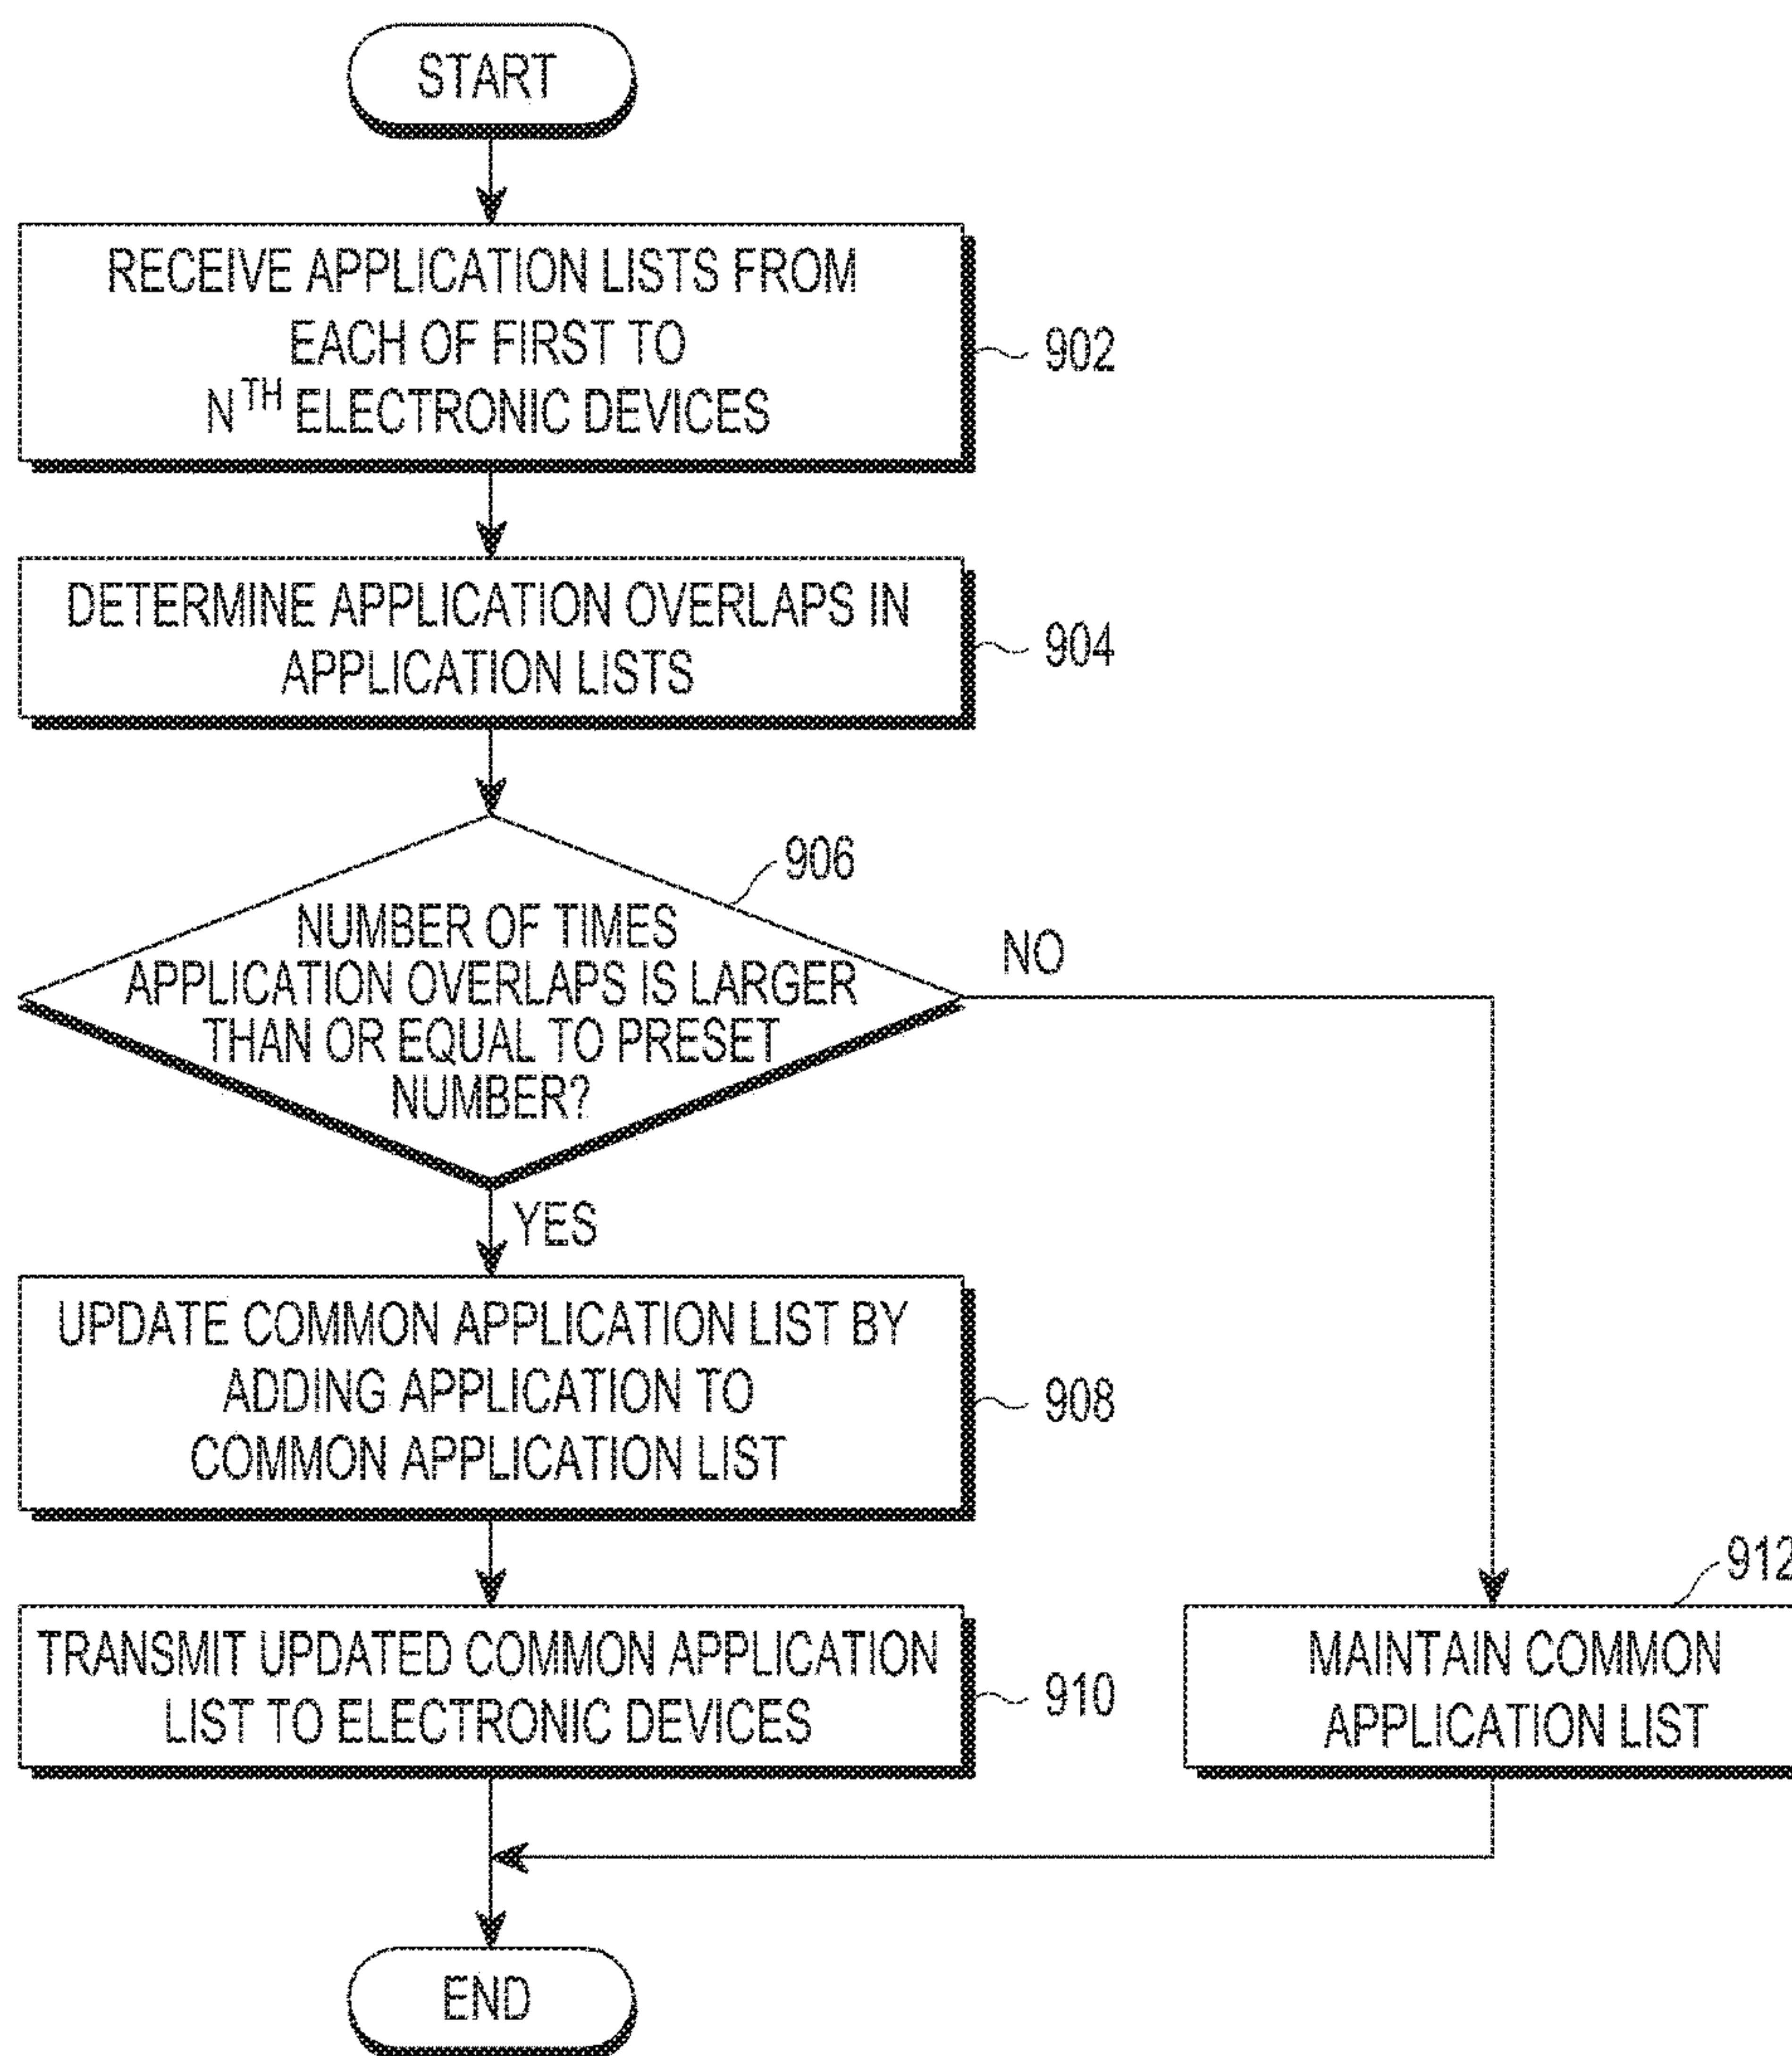 START
RECEIVE APPLICATION LISTS FROM
EACH OF FIRST TO
NTH ELECTRONIC DEVICES
902
DETERMINE APPLICATION OVERLAPS IN
APPLICATION LISTS
904
906
NUMBER OF TIMES
APPLICATION OVERLAPS IS LARGER
THAN OR EQUAL TO PRESET
NUMBER?
NO
YES
UPDATE COMMON APPLICATION LIST BY
ADDING APPLICATION TO
COMMON APPLICATION LIST
908
TRANSMIT UPDATED COMMON APPLICATION
LIST TO ELECTRONIC DEVICES
910
912
MAINTAIN COMMON
APPLICATION LIST
END